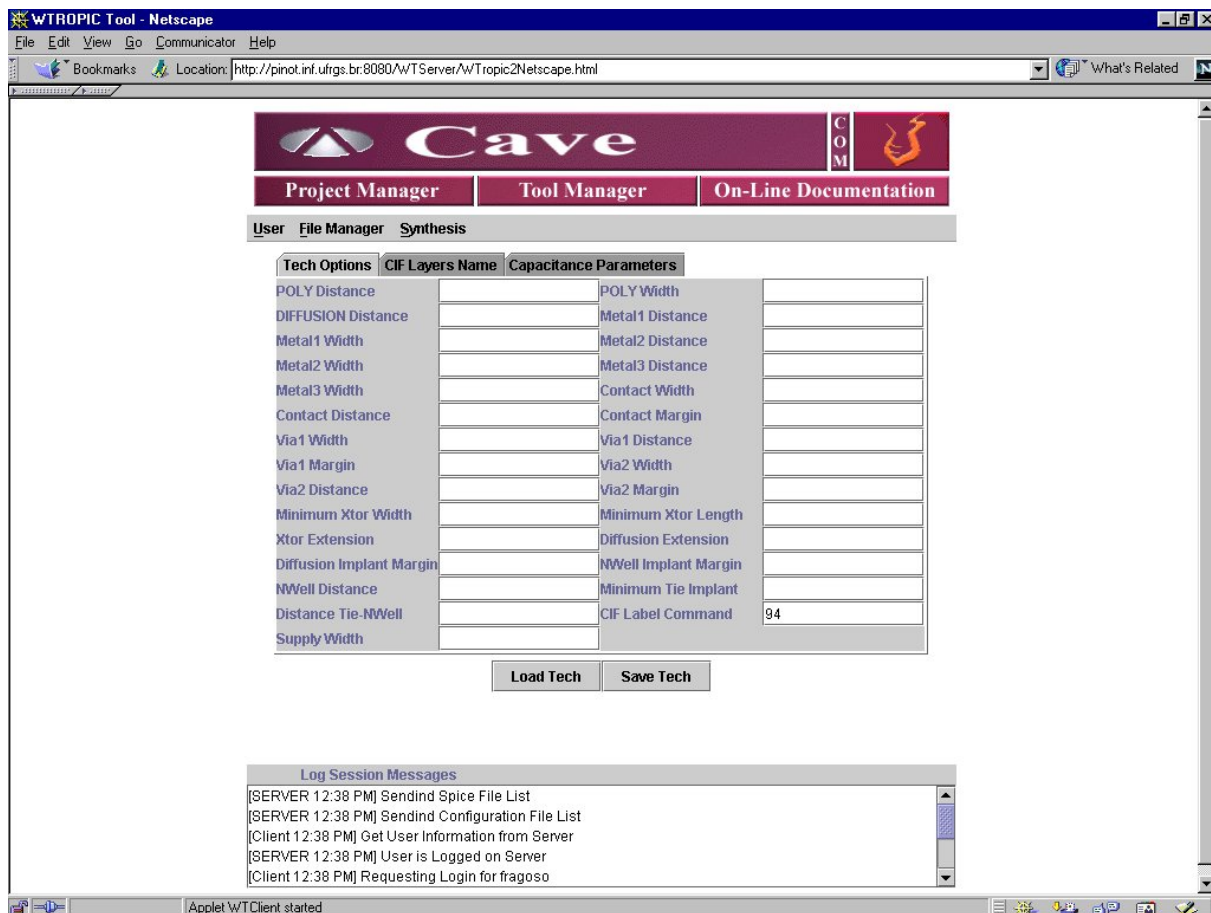 WTROPIC Tool - Netscape
File Edit View Go Communicator Help
Bookmarks Location: http://pinot.inf.ufrgs.br:8080/WTServer/WTropic2Netscape.html What's Related N
Cave COM
Project Manager Tool Manager On-Line Documentation
User File Manager Synthesis
Tech Options CIF Layers Name Capacitance Parameters
POLY Distance POLY Width
DIFFUSION Distance Metal1 Distance
Metal1 Width Metal2 Distance
Metal2 Width Metal3 Distance
Metal3 Width Contact Width
Contact Distance Contact Margin
Via1 Width Via1 Distance
Via1 Margin Via2 Width
Via2 Distance Via2 Margin
Minimum Xtor Width Minimum Xtor Length
Xtor Extension Diffusion Extension
Diffusion Implant Margin NWell Implant Margin
NWell Distance Minimum Tie Implant
Distance Tie-NWell CIF Label Command 94
Supply Width
Load Tech Save Tech
Log Session Messages
[SERVER 12:38 PM] Sendind Spice File List
[SERVER 12:38 PM] Sendind Configuration File List
[Client 12:38 PM] Get User Information from Server
[SERVER 12:38 PM] User is Logged on Server
[Client 12:38 PM] Requesting Login for fragoso
Applet WTClient started